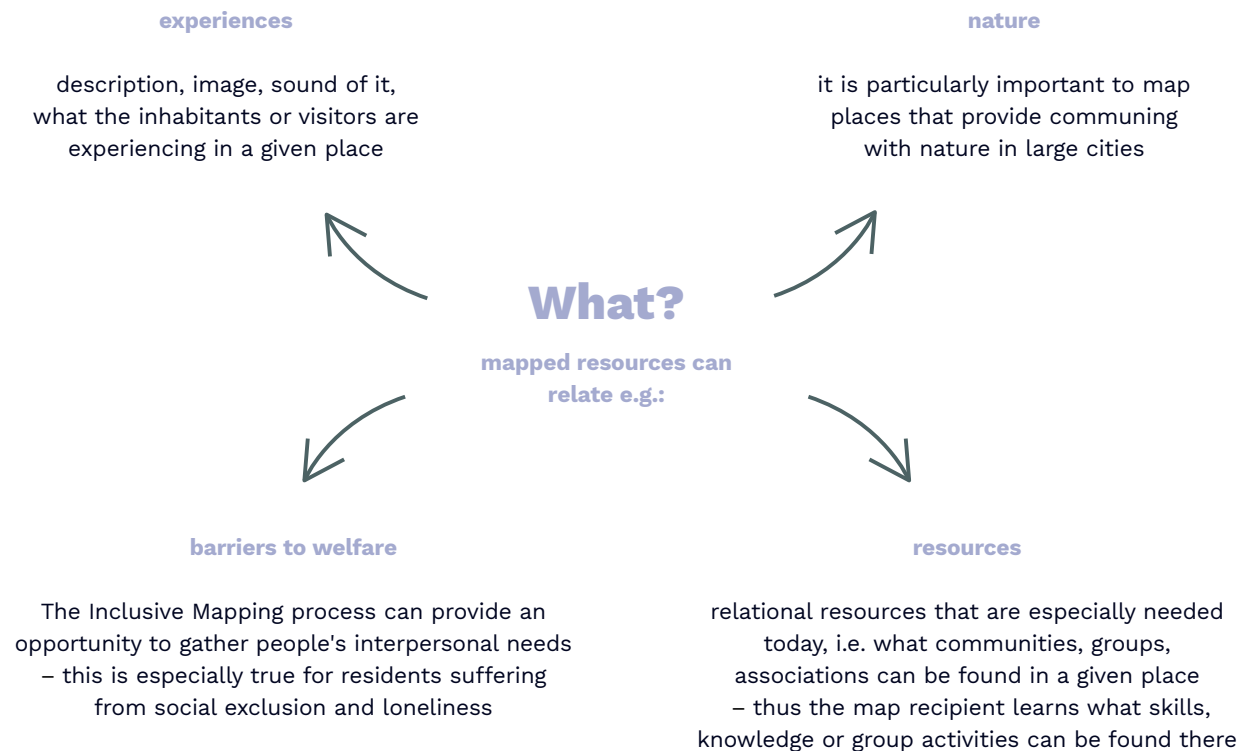 experiences
description, image, sound of it,
what the inhabitants or visitors are
experiencing in a given place
nature
it is particularly important to map
places that provide communing
with nature in large cities
What?
mapped resources can
relate e.g.:
barriers to welfare
The Inclusive Mapping process can provide an
opportunity to gather people's interpersonal needs
– this is especially true for residents suffering
from social exclusion and loneliness
resources
relational resources that are especially needed
today, i.e. what communities, groups,
associations can be found in a given place
– thus the map recipient learns what skills,
knowledge or group activities can be found there